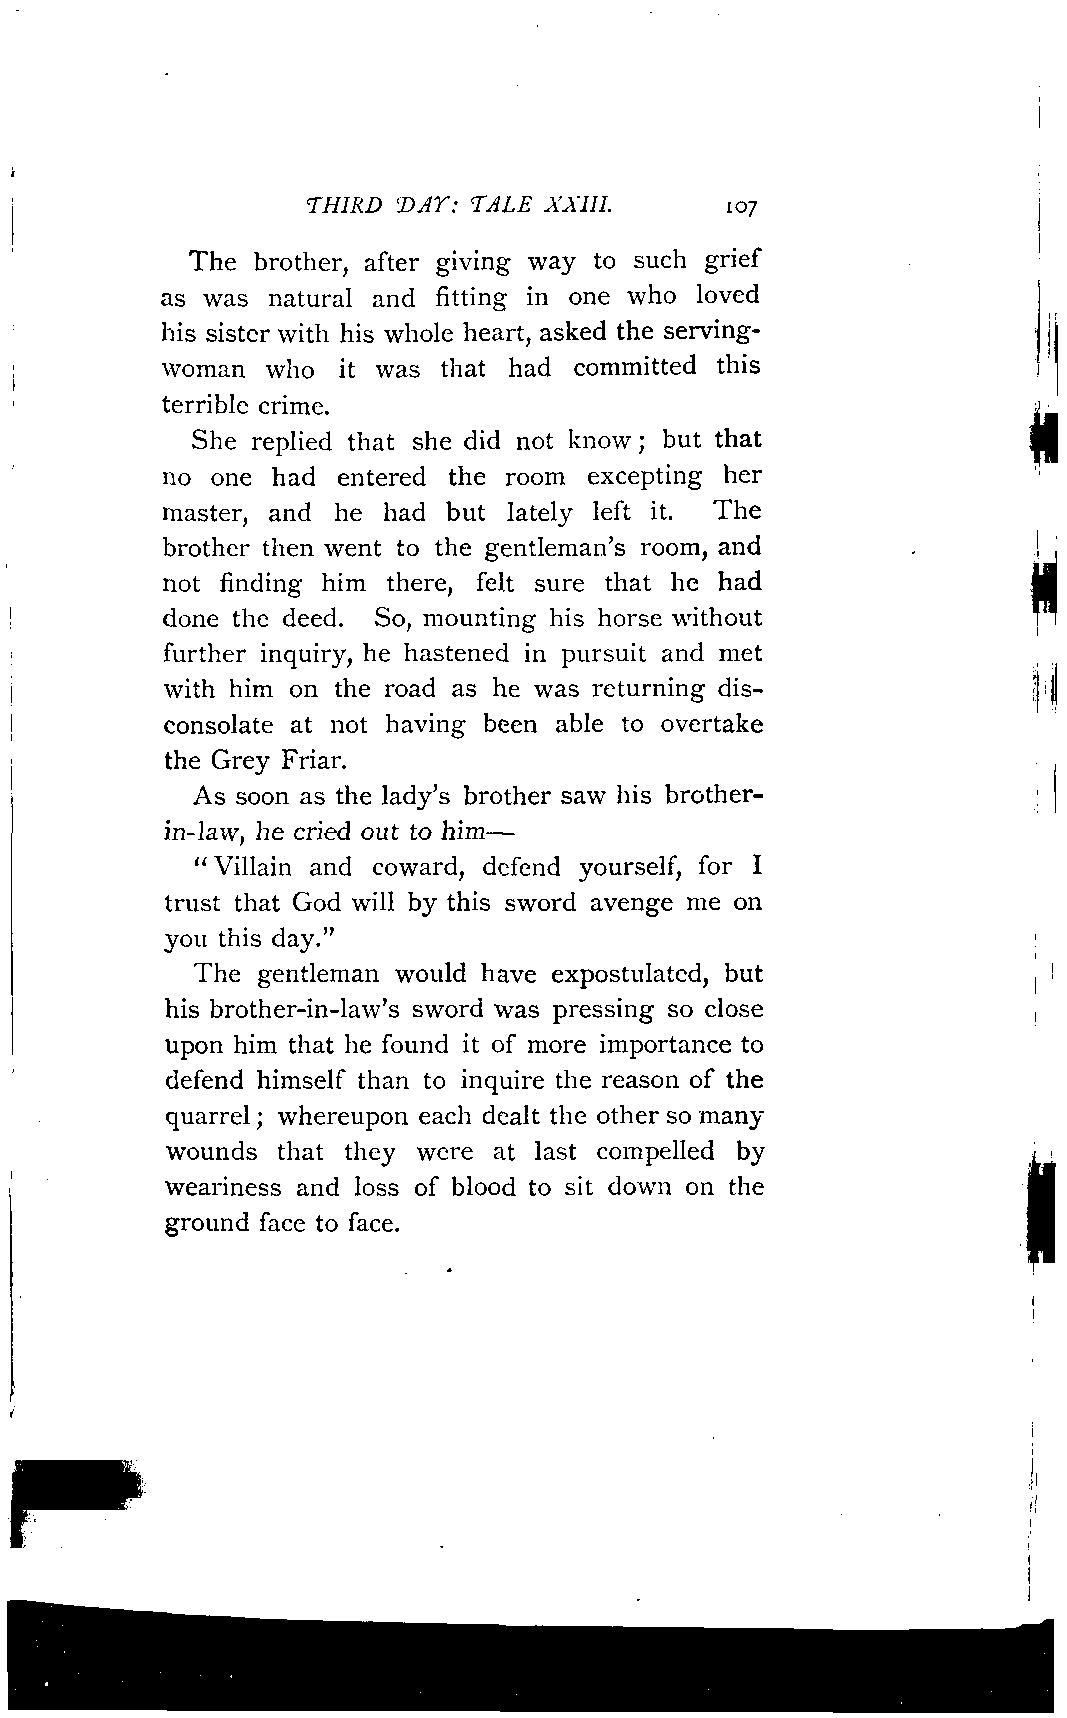 THIRD DAY: TALE XXIII. 107
The brother, after giving way to such grief
as was natural and fitting in one who loved
his sister with his whole heart, asked the serving-
woman who it was that had committed this
terrible crime.
She replied that she did not know; but that
no one had entered the room excepting her
master, and he had but lately left it. The
brother then went to the gentleman's room, and
not finding him there, felt sure that he had
done the deed. So, mounting his horse without
further inquiry, he hastened in pursuit and met
with him on the road as he was returning dis-
consolate at not having been able to overtake
the Grey Friar.
As soon as the lady's brother saw his brother-
in-law, he cried out to him—
"Villain and coward, defend yourself, for I
trust that God will by this sword avenge me on
you this day."
The gentleman would have expostulated, but
his brother-in-law's sword was pressing so close
upon him that he found it of more importance to
defend himself than to inquire the reason of the
quarrel; whereupon each dealt the other so many
wounds that they were at last compelled by
weariness and loss of blood to sit down on the
ground face to face.